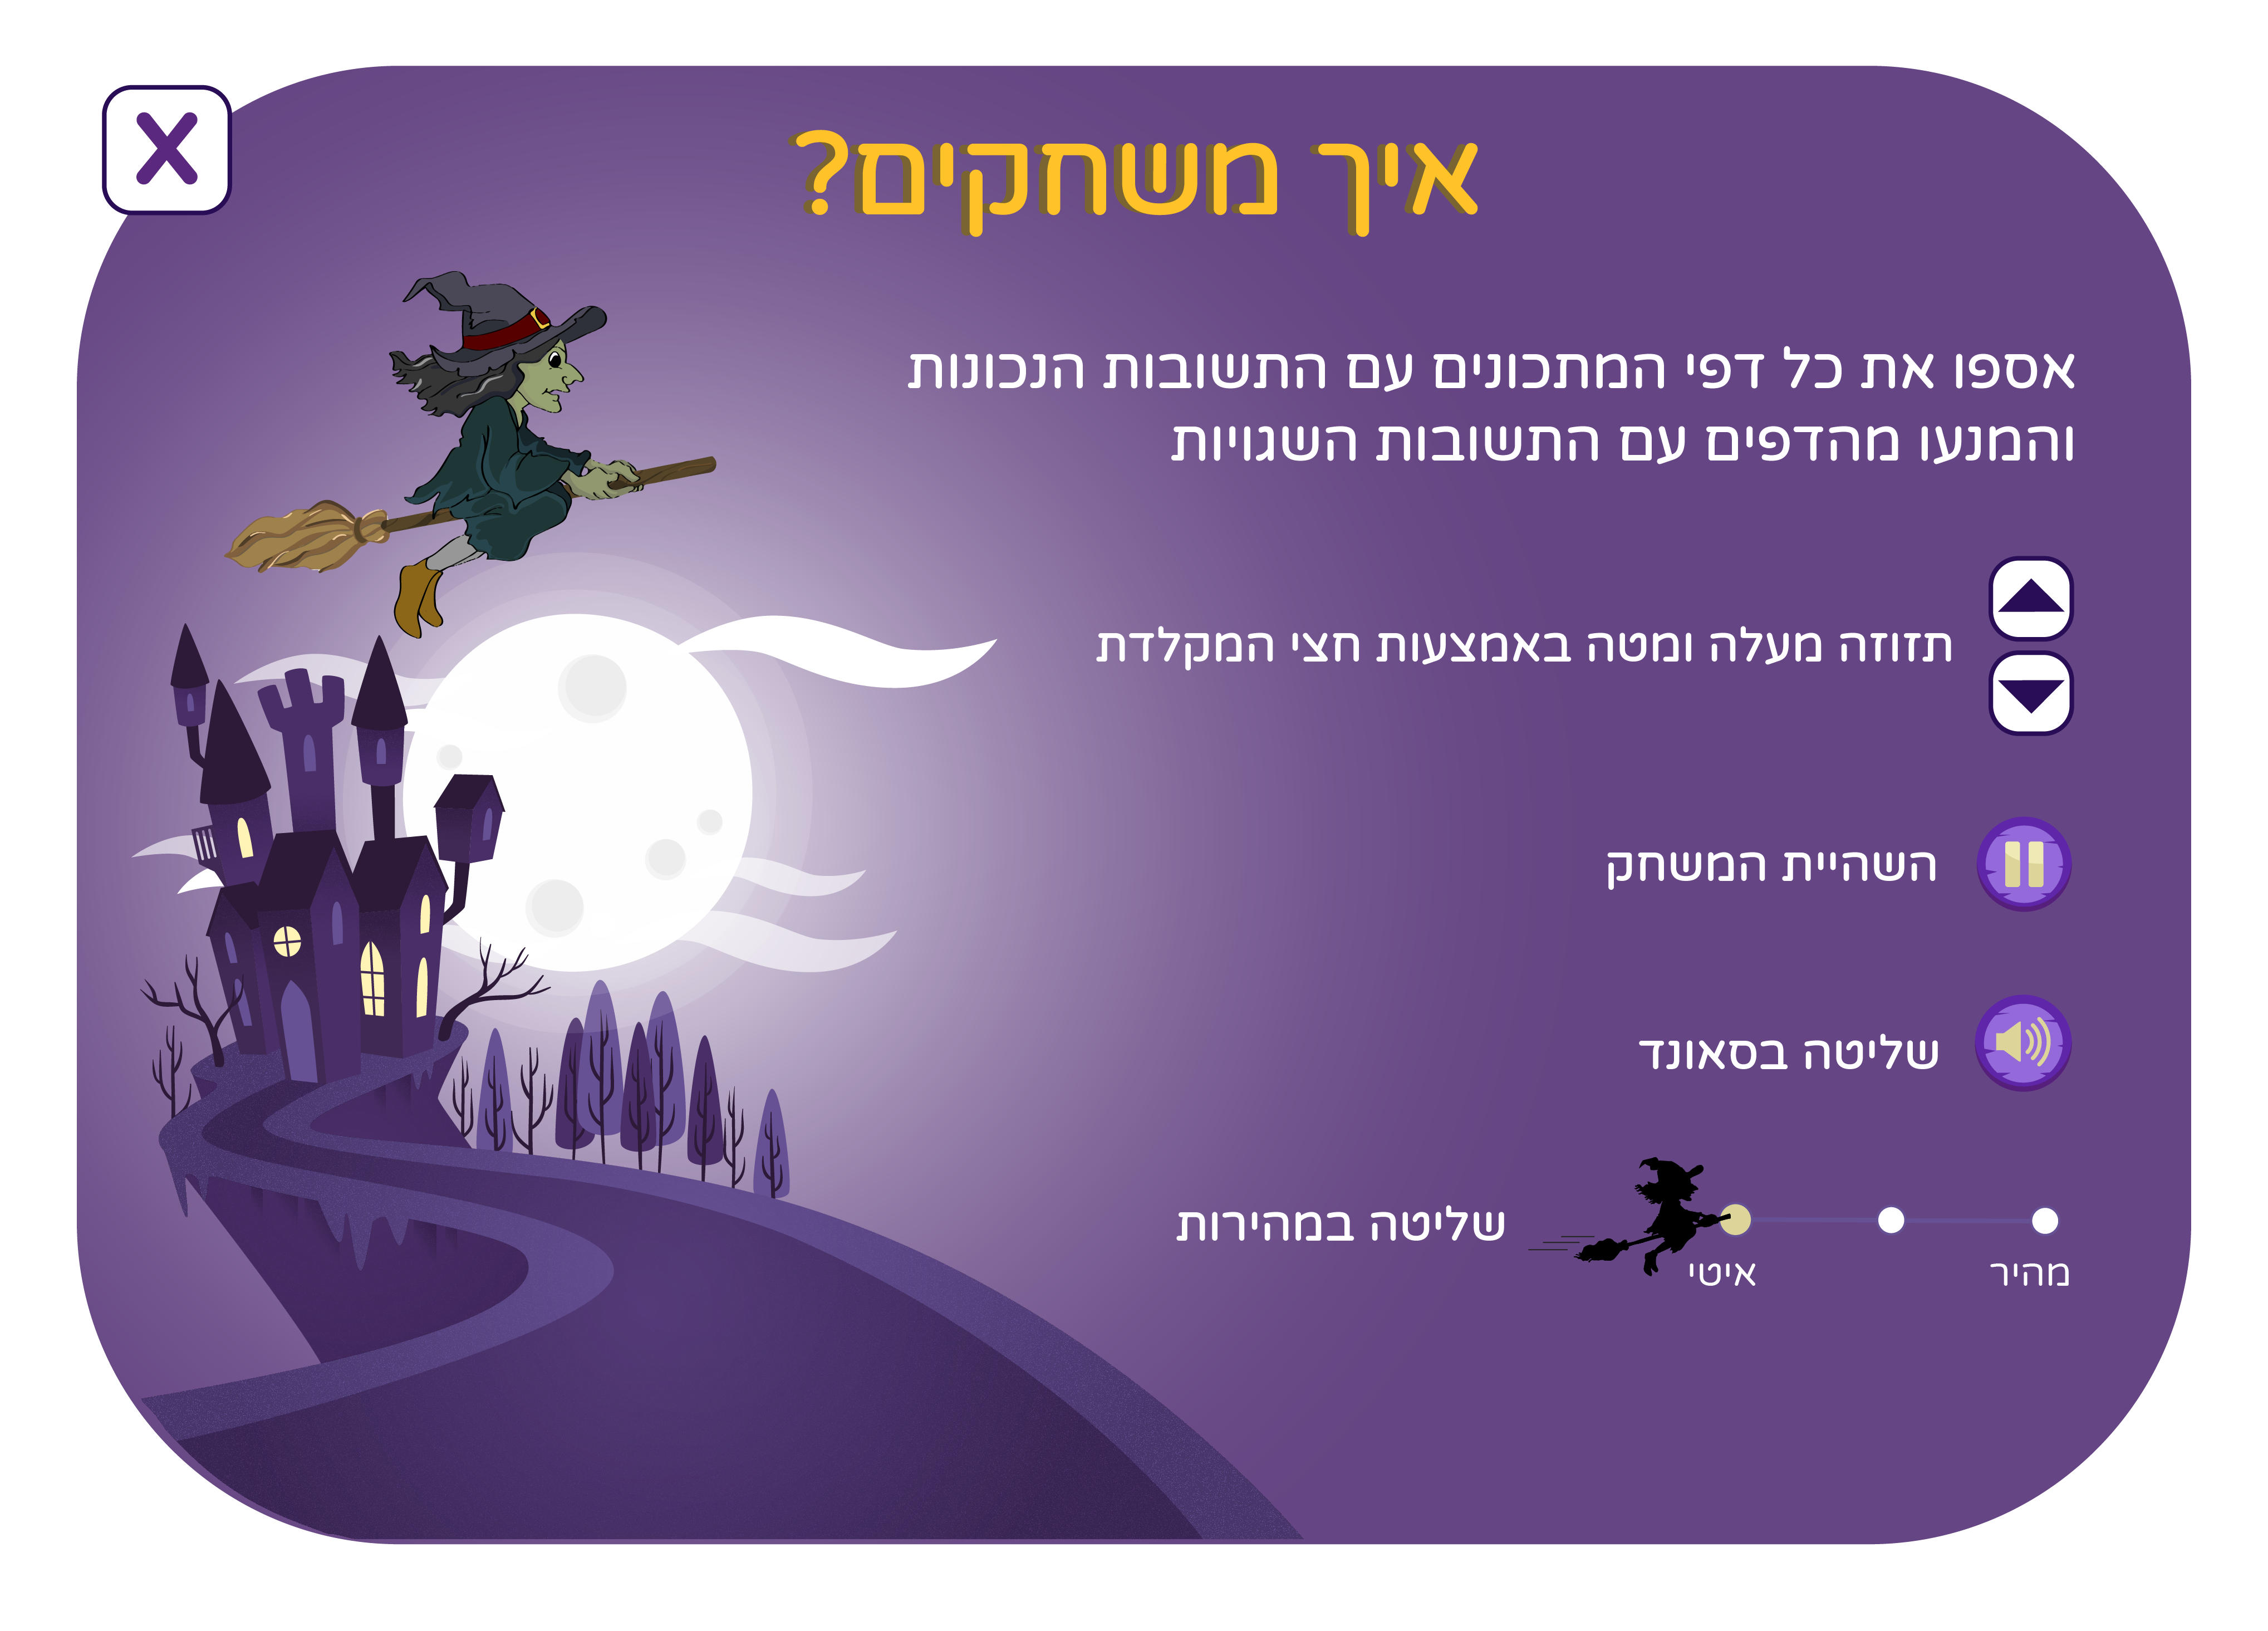 X
איך משחקים?
אספו את כל דפי המתכונים עם התשובות הנכונות
והמנעו מהדפים עם התשובות השגויות
תזוזה מעלה ומטה באמצעות חצי המקלדת
השהיית המשחק
שליטה בסאונד
שליטה במהירות
מהיר
איטי